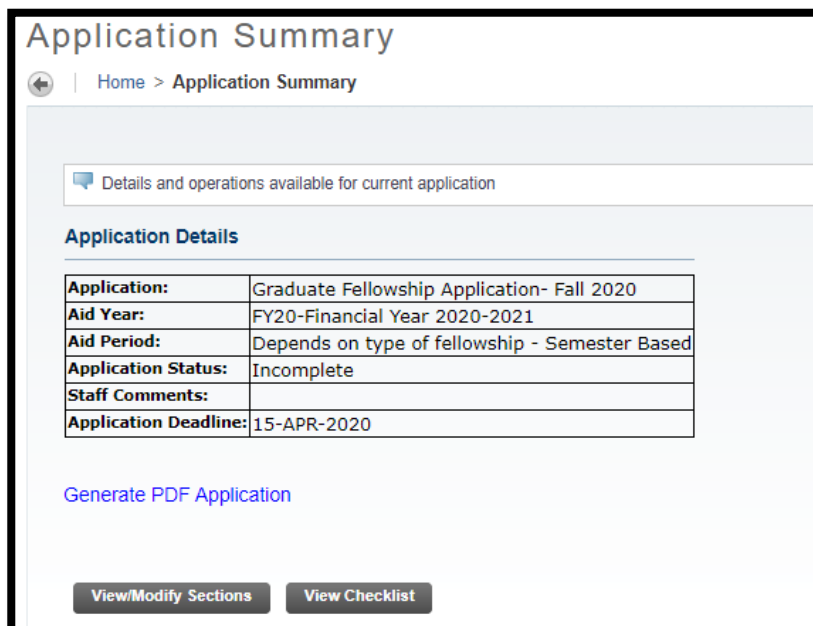 Application Summary
Home > Application Summary
Details and operations available for current application
Application Details
Application: Graduate Fellowship Application- Fall 2020
Aid Year: FY20-Financial Year 2020-2021
Aid Period: Depends on type of fellowship - Semester Based
Application Status: Incomplete
Staff Comments:
Application Deadline: 15-APR-2020
Generate PDF Application
View/Modify Sections View Checklist